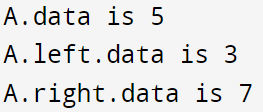 A.data is 5
A.left.data is 3
A.right.data is 7